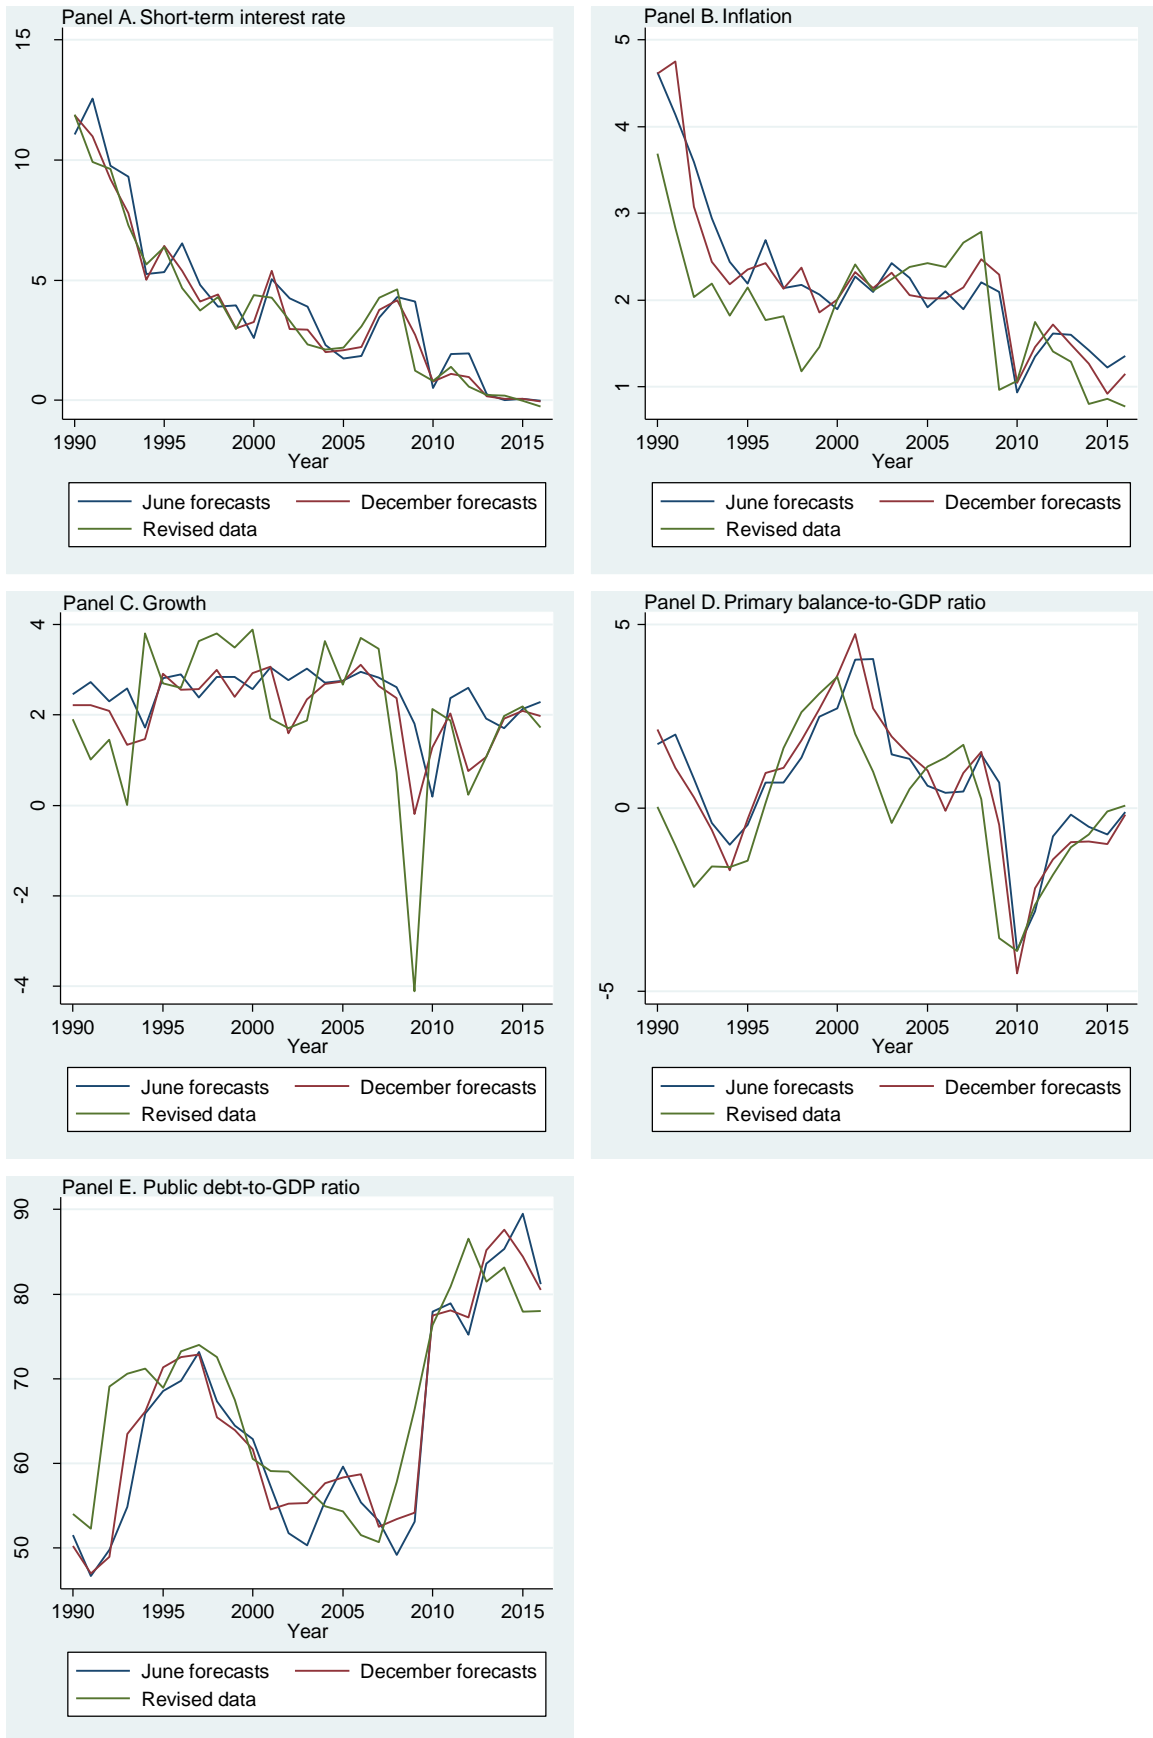 Panel A. Short-term interest rate
15
10
5
0
1990 1995 2000 2005 2010 2015
Year
June forecasts December forecasts
Revised data
Panel B. Inflation
5
4
3
2
1
1990 1995 2000 2005 2010 2015
Year
June forecasts December forecasts
Revised data
Panel C. Growth
4
2
0
-2
-4
1990 1995 2000 2005 2010 2015
Year
June forecasts December forecasts
Revised data
Panel D. Primary balance-to-GDP ratio
5
0
-5
1990 1995 2000 2005 2010 2015
Year
June forecasts December forecasts
Revised data
Panel E. Public debt-to-GDP ratio
90
80
70
60
50
1990 1995 2000 2005 2010 2015
Year
June forecasts December forecasts
Revised data